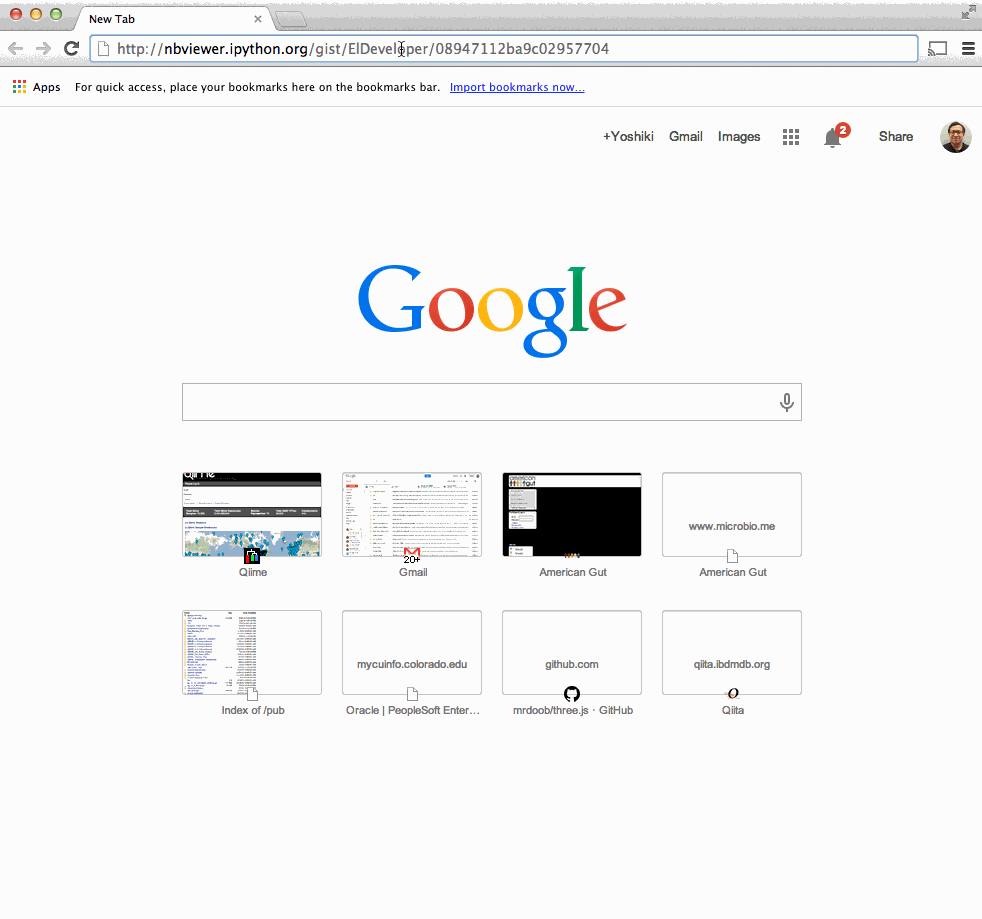 New Tab
http://nbviewer.ipython.org/gist/ElDeveloper/08947112ba9c02957704
Apps For quick access, place your bookmarks here on the bookmarks bar. Import bookmarks now...
+Yoshiki Gmail Images 2 Share
Google
www.microbio.me
20+
Qiime Gmail American Gut American Gut
mycuinfo.colorado.edu github.com qiita.ibdmdb.org
Index of /pub Oracle | PeopleSoft Enter... mrdoob/three.js · GitHub Qiita